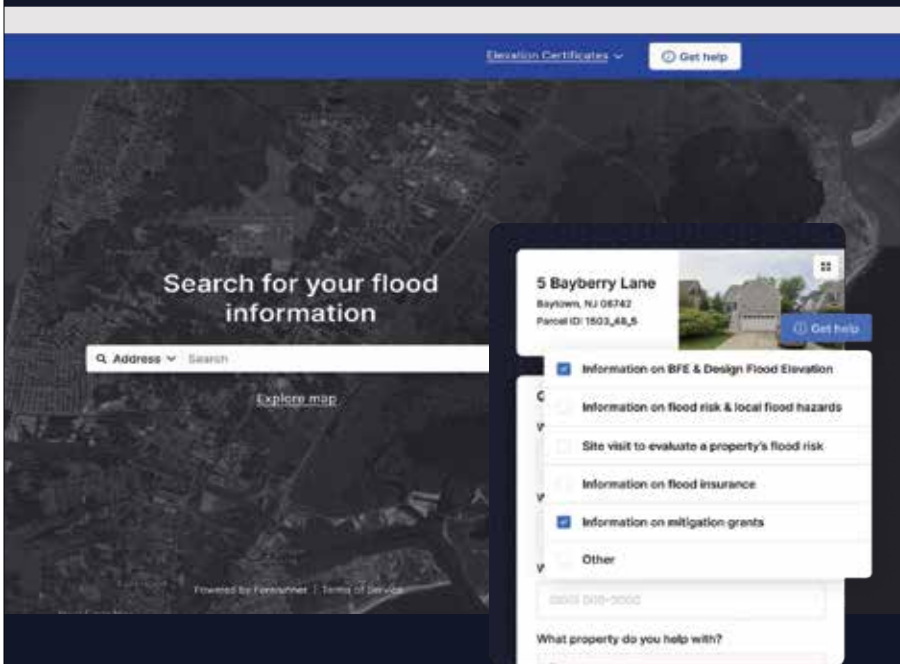 Elevation Certificates
Get help
Search for your flood
information
Address
Search
Explore map
Powered by Forerunner | Terms of Service
5 Bayberry Lane
Baytown, NJ 08742
Parcel ID: 1503_48_5
Get help
Information on BFE & Design Flood Elevation
Information on flood risk & local flood hazards
Site visit to evaluate a property's flood risk
Information on flood insurance
Information on mitigation grants
Other
What property do you help with?